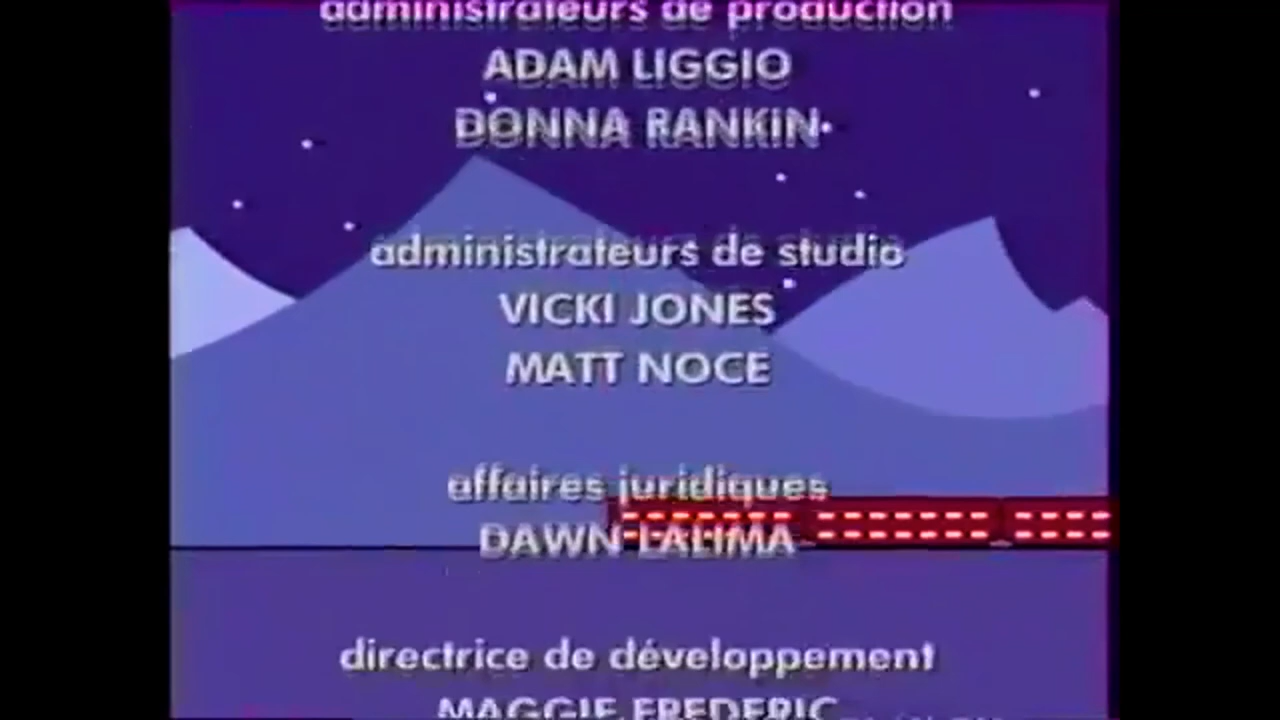 administrateurs de production
ADAM LIGGIO
DONNA RANKIN
administrateurs de studio
VICKI JONES
MATT NOCE
affaires juridiques
DAWN LALIMA
directrice de développement
MAGGIE FREDERIC